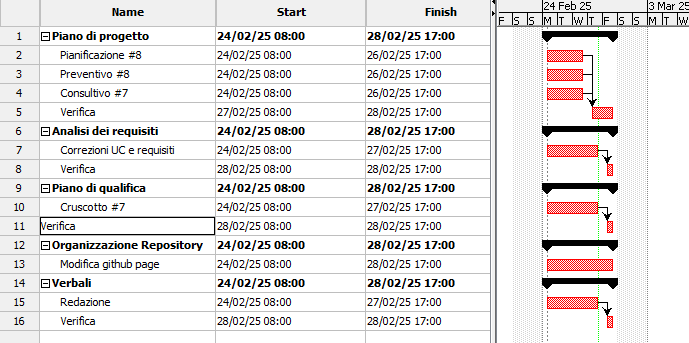 Name Start Finish 24 Feb 25 3 Mar 25
F S S M T W T F S S M T W T
1 Piano di progetto 24/02/25 08:00 28/02/25 17:00
2 Pianificazione #8 24/02/25 08:00 26/02/25 17:00
3 Preventivo #8 24/02/25 08:00 26/02/25 17:00
4 Consultivo #7 24/02/25 08:00 26/02/25 17:00
5 Verifica 27/02/25 08:00 28/02/25 17:00
6 Analisi dei requisiti 24/02/25 08:00 28/02/25 17:00
7 Correzioni UC e requisiti 24/02/25 08:00 27/02/25 17:00
8 Verifica 28/02/25 08:00 28/02/25 17:00
9 Piano di qualifica 24/02/25 08:00 28/02/25 17:00
10 Cruscotto #7 24/02/25 08:00 27/02/25 17:00
11 Verifica 28/02/25 08:00 28/02/25 17:00
12 Organizzazione Repository 24/02/25 08:00 28/02/25 17:00
13 Modifica github page 24/02/25 08:00 28/02/25 17:00
14 Verbali 24/02/25 08:00 28/02/25 17:00
15 Redazione 24/02/25 08:00 27/02/25 17:00
16 Verifica 28/02/25 08:00 28/02/25 17:00